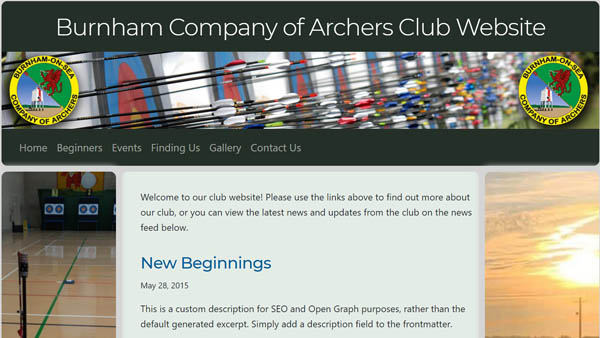 Burnham Company of Archers Club Website
BURNHAM-ON-SEA
COMPANY OF ARCHERS
BURNHAM-ON-SEA
COMPANY OF ARCHERS
Home Beginners Events Finding Us Gallery Contact Us
Welcome to our club website! Please use the links above to find out more about
our club, or you can view the latest news and updates from the club on the news
feed below.
New Beginnings
May 28, 2015
This is a custom description for SEO and Open Graph purposes, rather than the
default generated excerpt. Simply add a description field to the frontmatter.